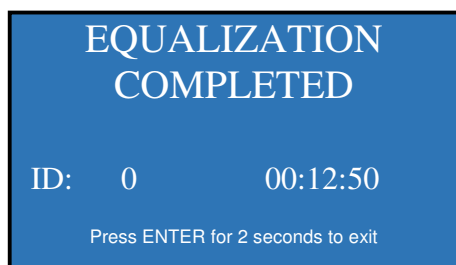 EQUALIZATION
COMPLETED
ID: 0 00:12:50
Press ENTER for 2 seconds to exit